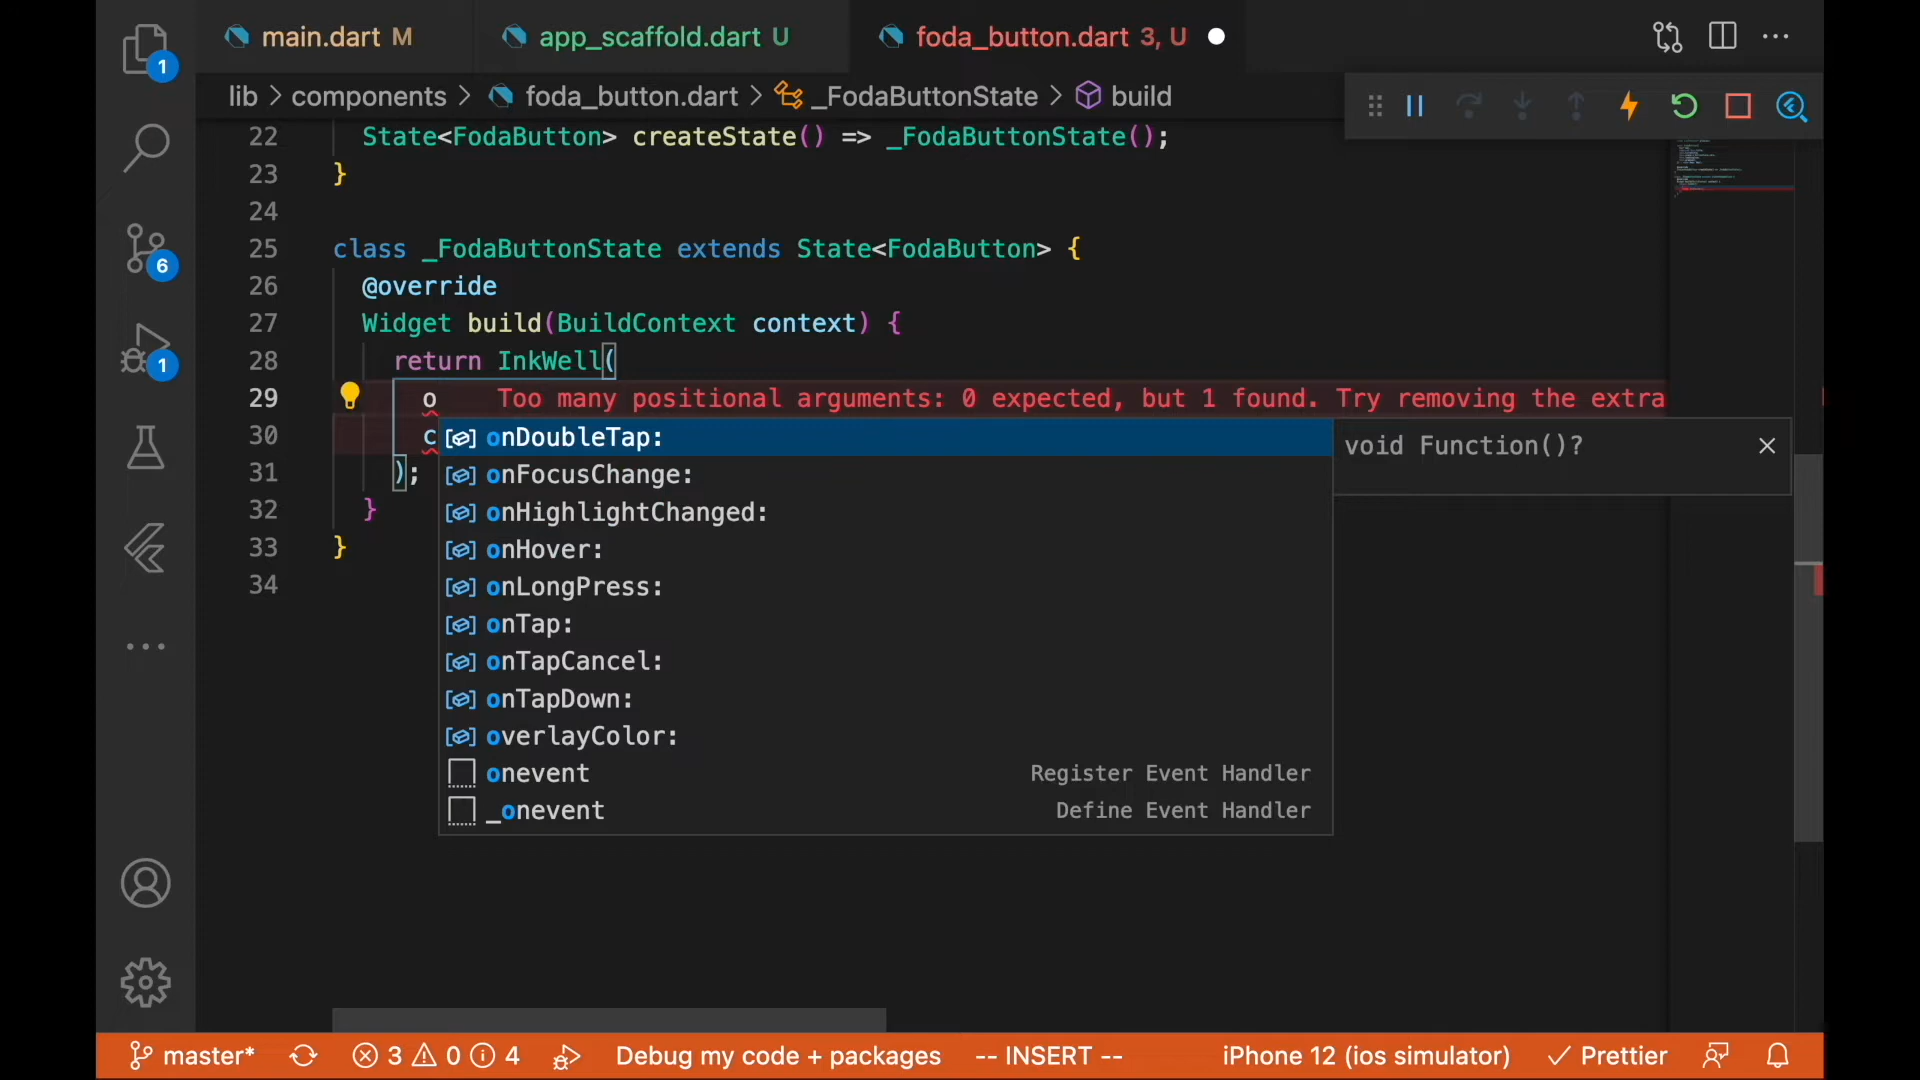 main.dart M
app_scaffold.dart U
foda_button.dart 3, U
lib > components > foda_button.dart > _FodaButtonState > build
22 State<FodaButton> createState() => _FodaButtonState();
23 }
24
25 class _FodaButtonState extends State<FodaButton> {
26 @override
27 Widget build(BuildContext context) {
28 return InkWell(
29 o Too many positional arguments: 0 expected, but 1 found. Try removing the extra
30 c
31 );
32 }
33 }
34
onDoubleTap:
void Function()?
onFocusChange:
onHighlightChanged:
onHover:
onLongPress:
onTap:
onTapCancel:
onTapDown:
overlayColor:
onevent Register Event Handler
_onevent Define Event Handler
1
6
1
master* 3 0 4 Debug my code + packages -- INSERT -- iPhone 12 (ios simulator) Prettier